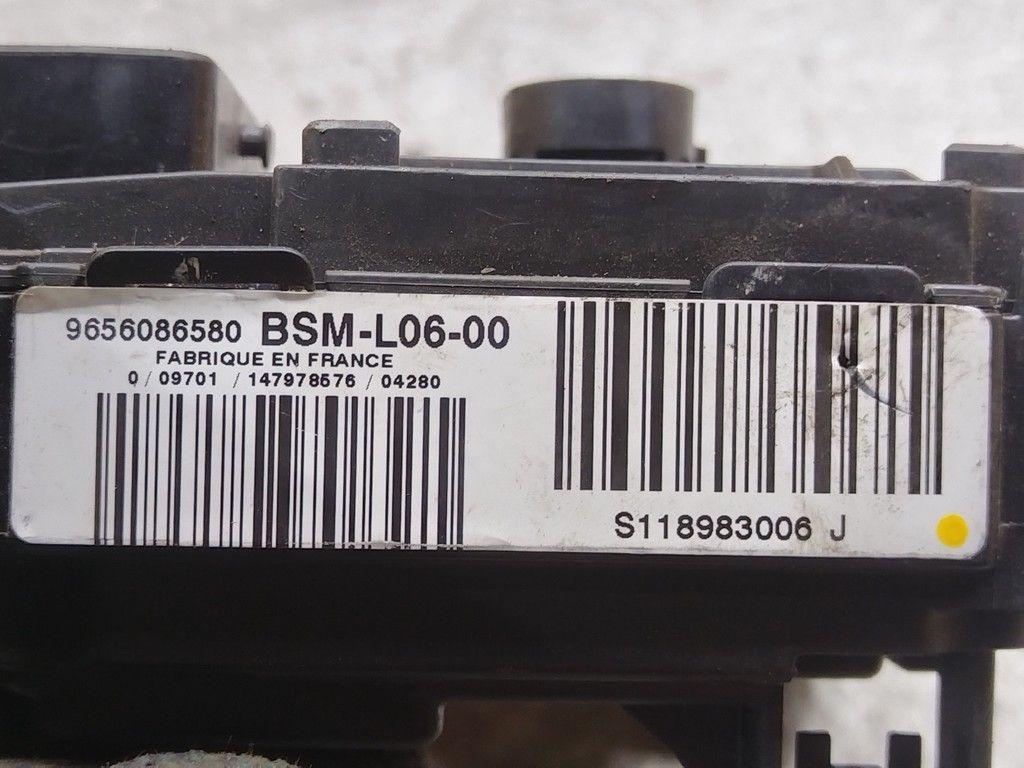 9656086580 BSM-L06-00
FABRIQUE EN FRANCE
0 / 09701 / 147978576 / 04280
S118983006 J